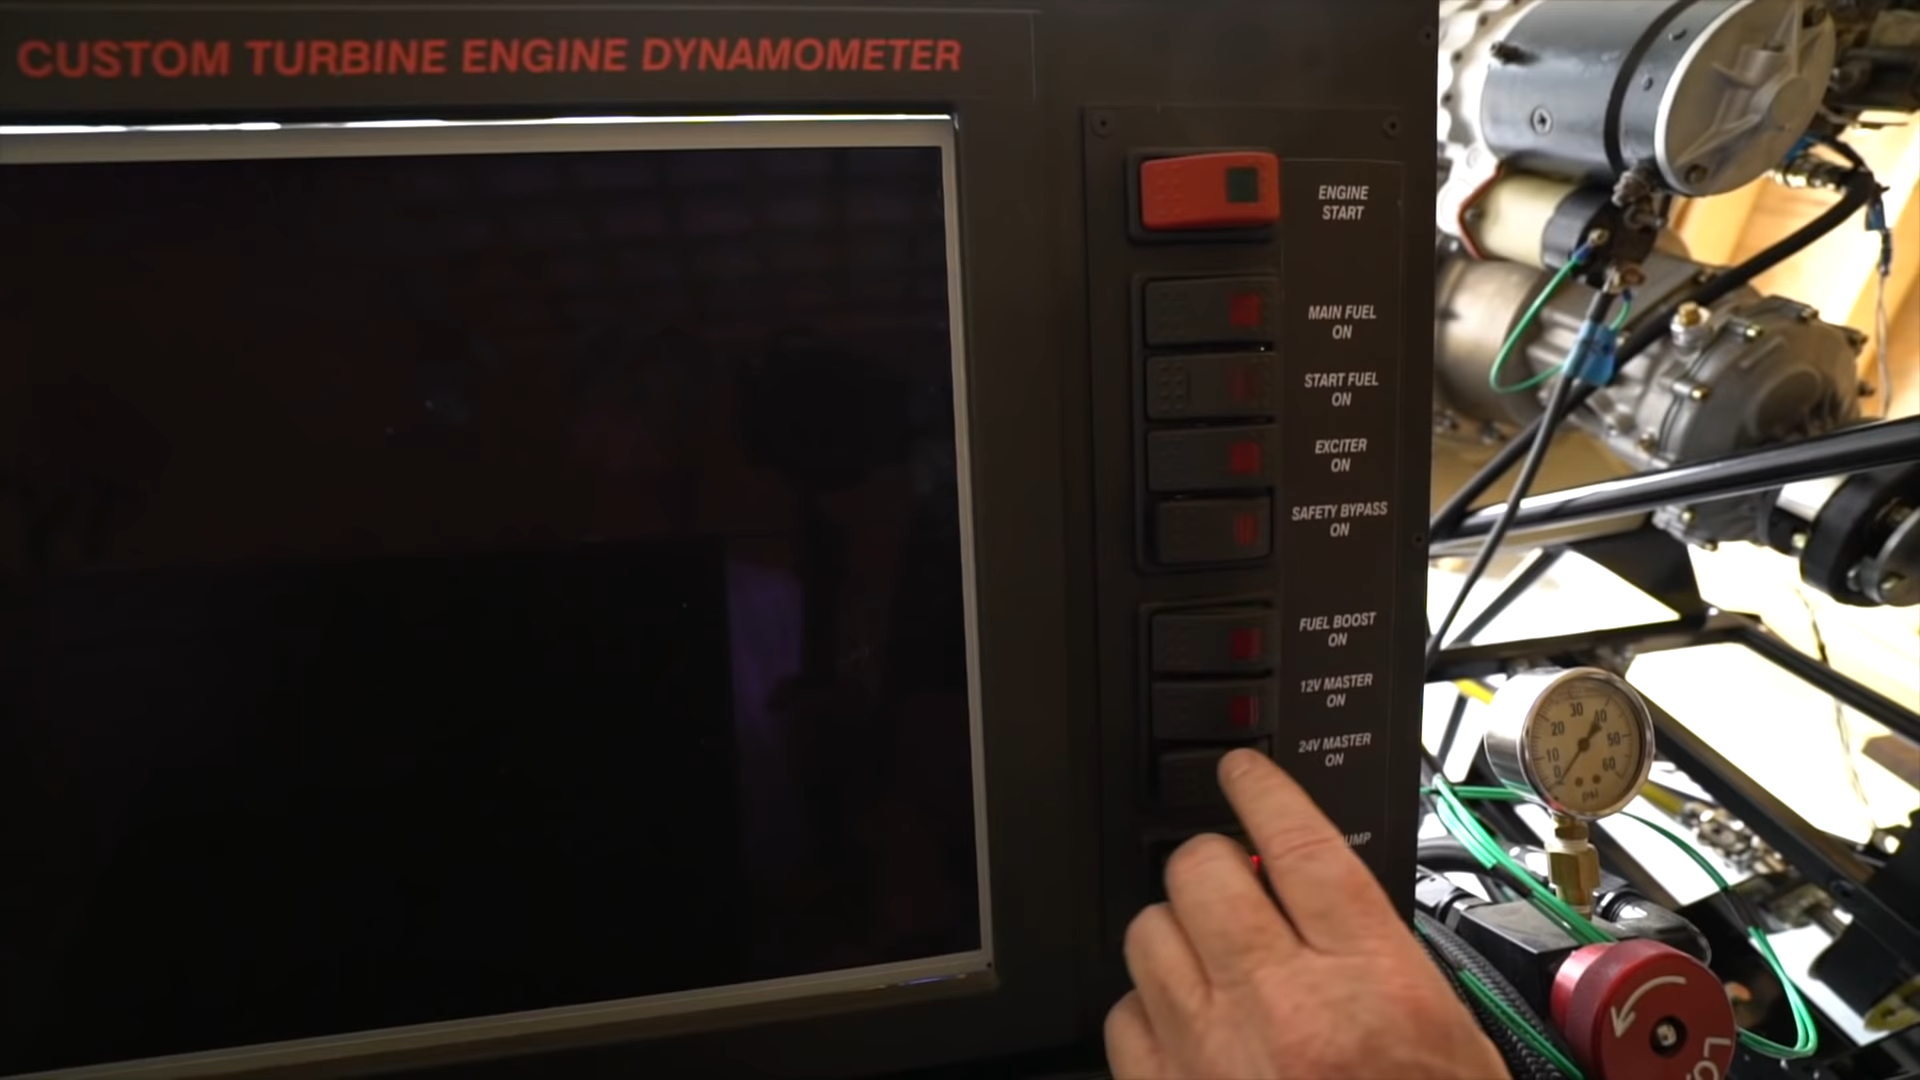 CUSTOM TURBINE ENGINE DYNAMOMETER
ENGINE
START
MAIN FUEL
ON
START FUEL
ON
EXCITER
ON
SAFETY BYPASS
ON
FUEL BOOST
ON
12V MASTER
ON
24V MASTER
ON
0 10 20 30 40 50 60
PSI